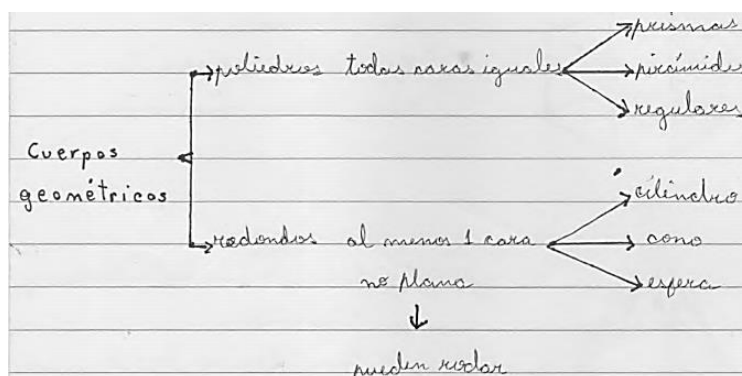 prismas
poliedros todas caras iguales
pirámide
regulares
Cuerpos
geométricos
cilindro
redondos al menos 1 cara
cono
no plana
esfera
pueden rodar